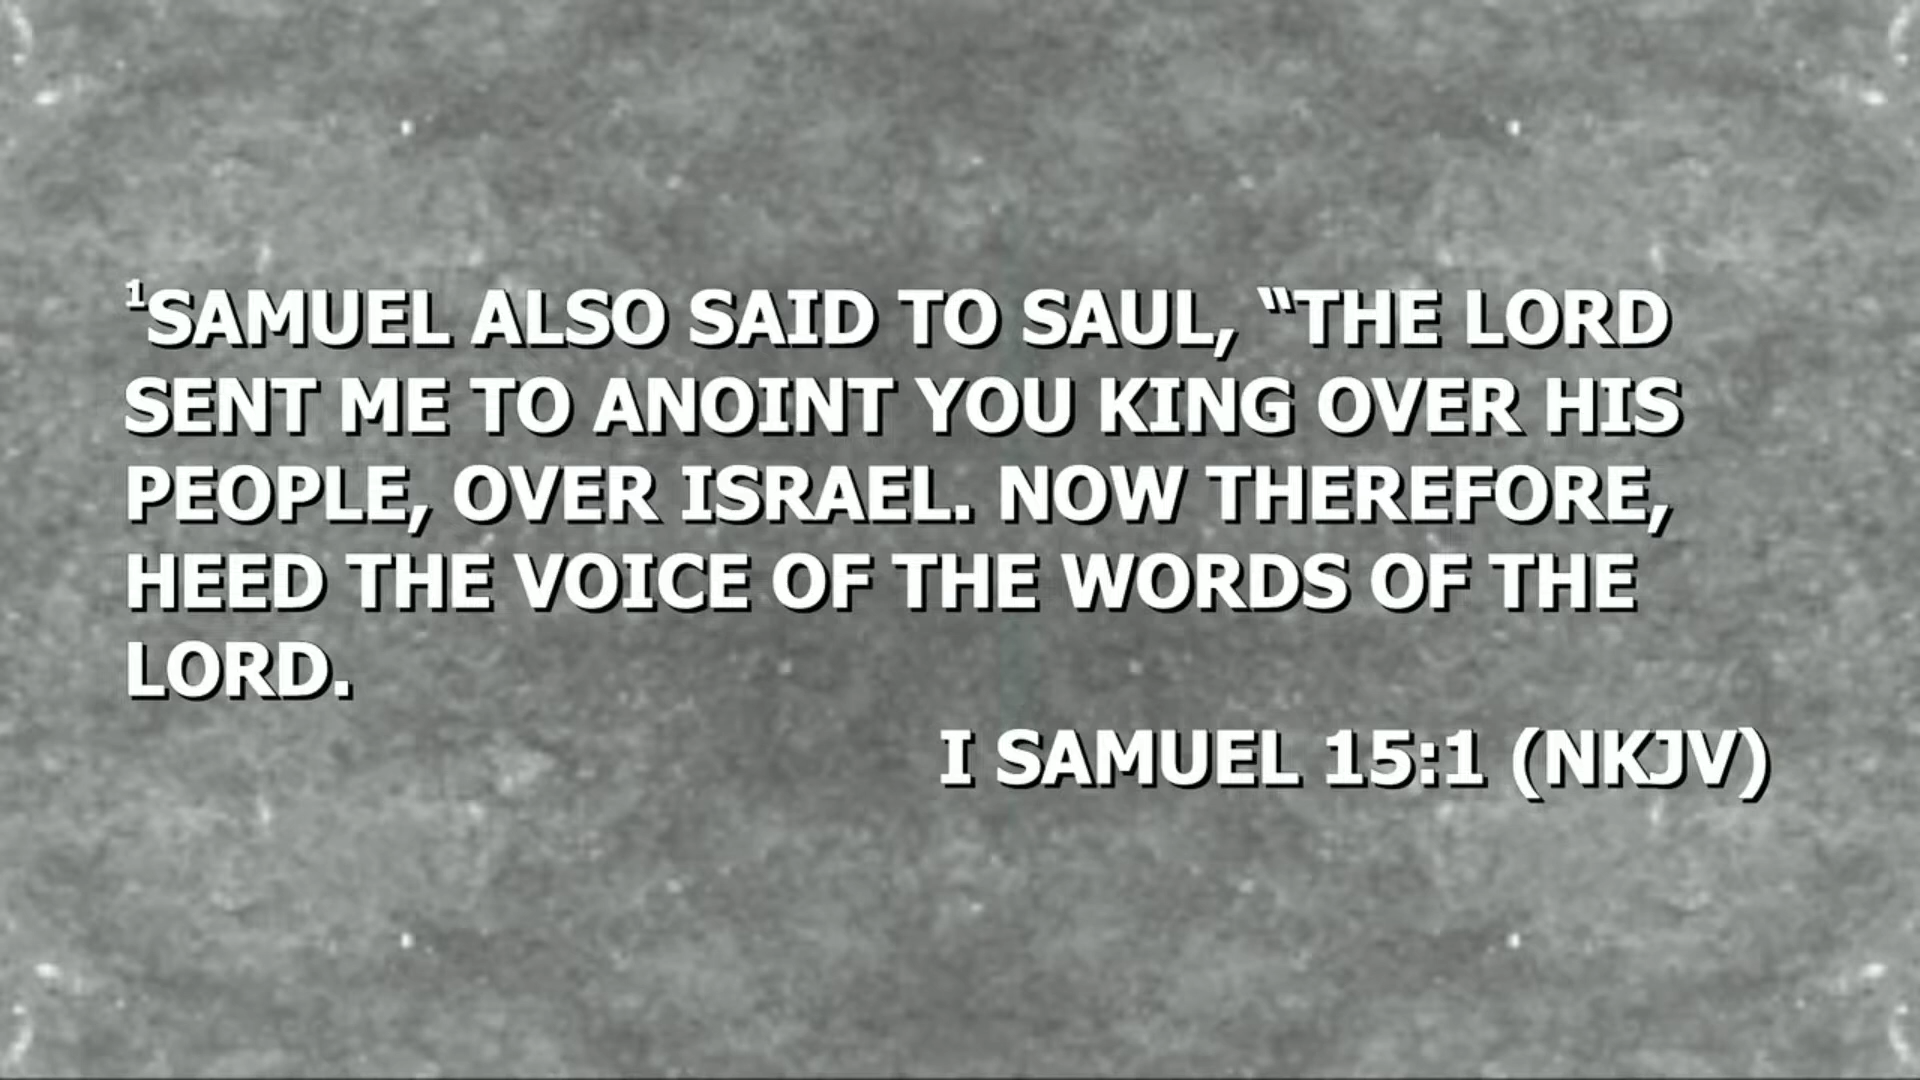 ¹SAMUEL ALSO SAID TO SAUL, “THE LORD
SENT ME TO ANOINT YOU KING OVER HIS
PEOPLE, OVER ISRAEL. NOW THEREFORE,
HEED THE VOICE OF THE WORDS OF THE
LORD.
I SAMUEL 15:1 (NKJV)